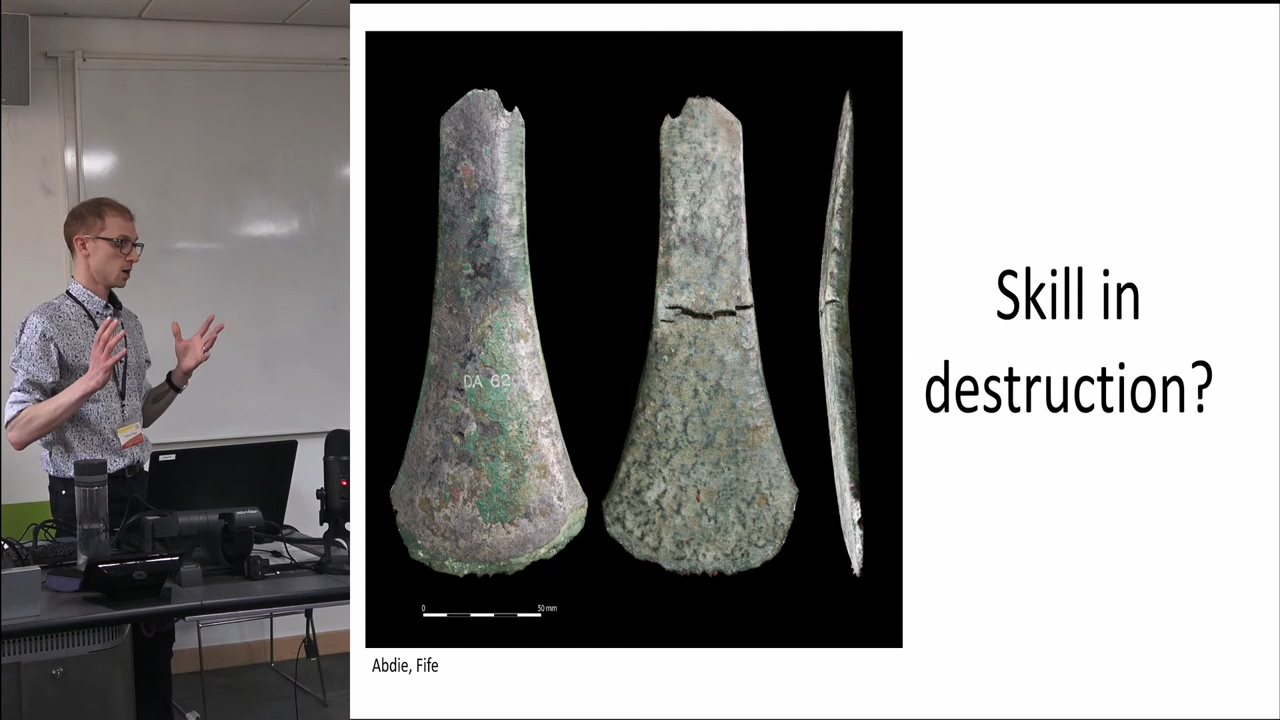 Skill in
destruction?
DA 62
0 50 mm
Abdie, Fife